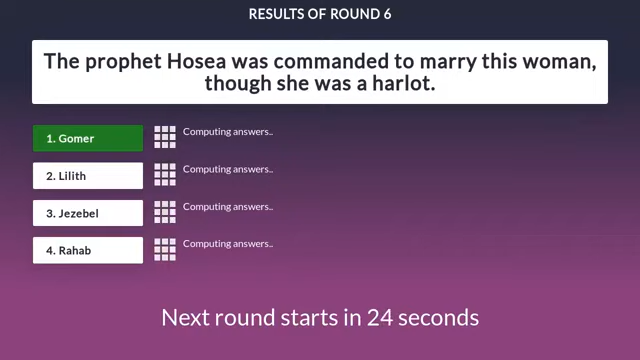 RESULTS OF ROUND 6
The prophet Hosea was commanded to marry this woman,
though she was a harlot.
1. Gomer
Computing answers..
2. Lilith
Computing answers..
3. Jezebel
Computing answers..
4. Rahab
Computing answers..
Next round starts in 24 seconds